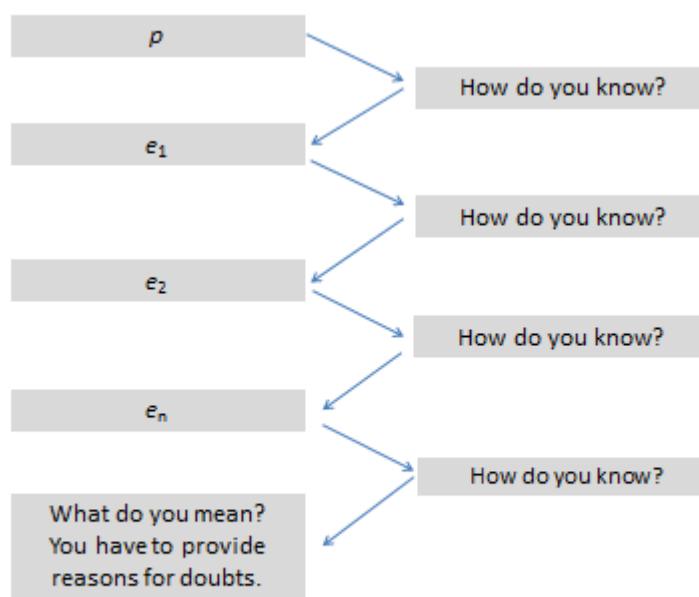 p
How do you know?
e₁
How do you know?
e₂
How do you know?
eₙ
How do you know?
What do you mean?
You have to provide
reasons for doubts.